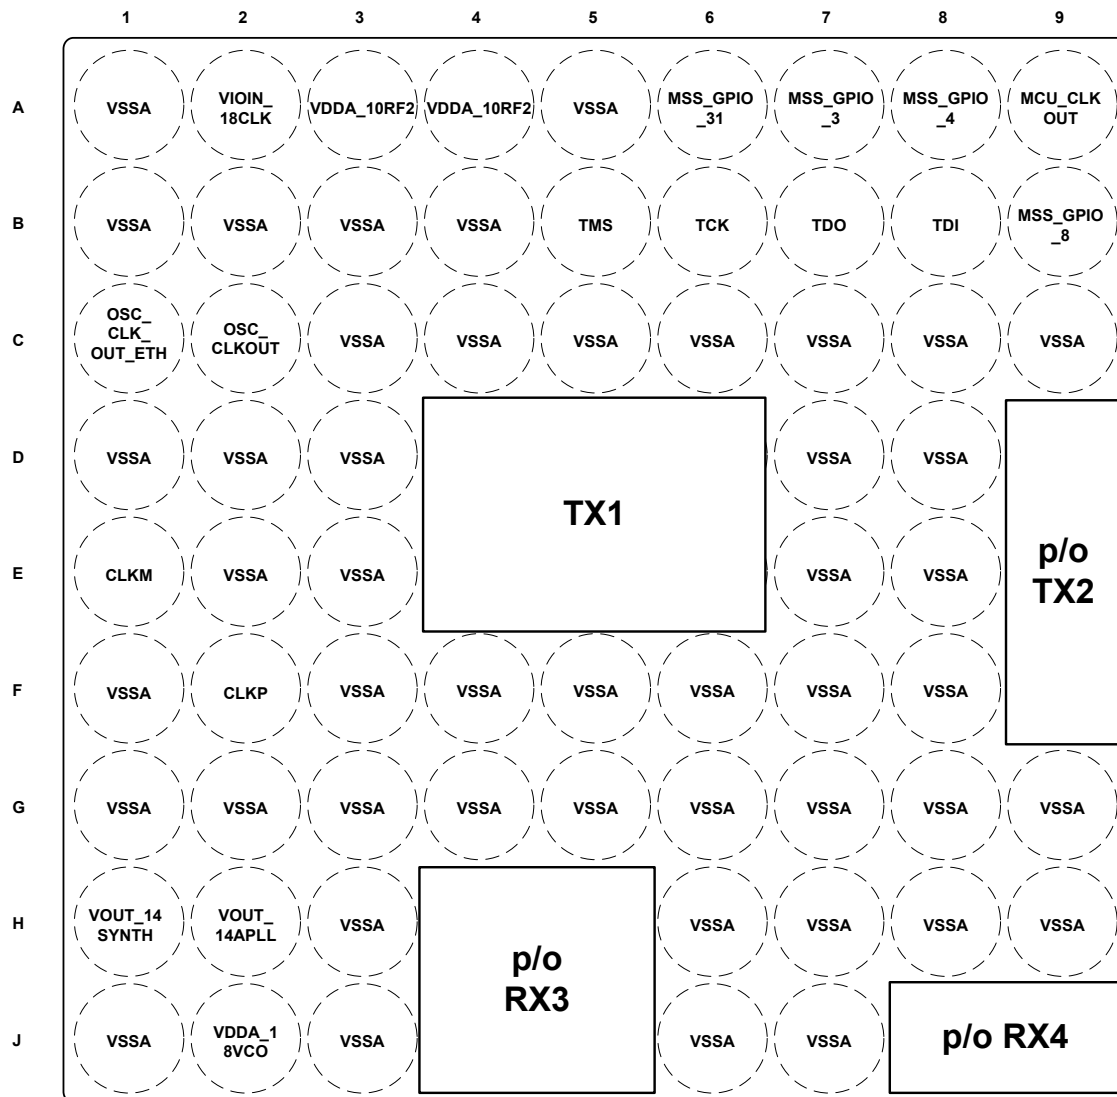 1 2 3 4 5 6 7 8 9
A VSSA VIOIN_ VDDA_10RF2 VDDA_10RF2 VSSA MSS_GPIO MSS_GPIO MSS_GPIO MCU_CLK
18CLK _31 _3 _4 OUT
B VSSA VSSA VSSA VSSA TMS TCK TDO TDI MSS_GPIO
_8
OSC_
C CLK_ OSC_ VSSA VSSA VSSA VSSA VSSA VSSA VSSA
OUT_ETH CLKOUT
D VSSA VSSA VSSA VSSA VSSA
TX1
p/o
TX2
E CLKM VSSA VSSA VSSA VSSA
F VSSA CLKP VSSA VSSA VSSA VSSA VSSA VSSA
G VSSA VSSA VSSA VSSA VSSA VSSA VSSA VSSA VSSA
H VOUT_14 VOUT_ VSSA VSSA VSSA VSSA VSSA
SYNTH 14APLL
p/o
RX3
J VSSA VDDA_1 VSSA VSSA VSSA p/o RX4
8VCO